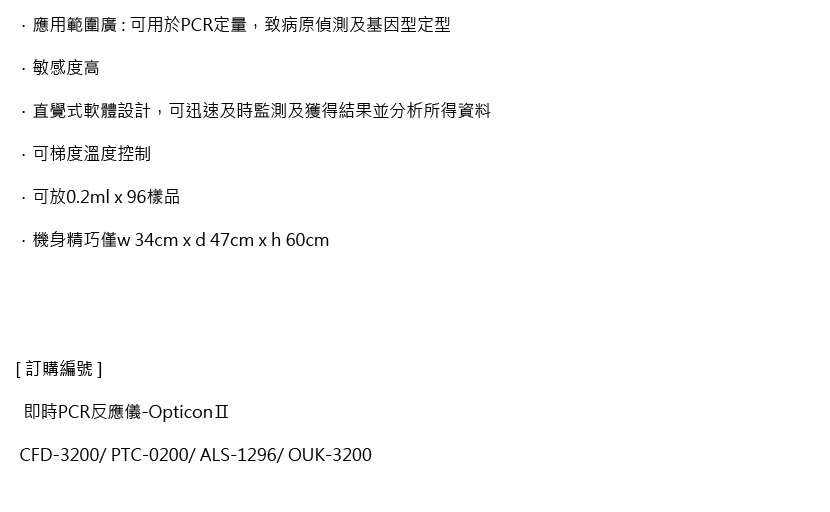 · 應用範圍廣 : 可用於PCR定量，致病原偵測及基因型定型
· 敏感度高
· 直覺式軟體設計，可迅速及時監測及獲得結果並分析所得資料
· 可梯度溫度控制
· 可放0.2ml x 96樣品
· 機身精巧僅w 34cm x d 47cm x h 60cm
[ 訂購編號 ]
即時PCR反應儀-OpticonⅡ
CFD-3200/ PTC-0200/ ALS-1296/ OUK-3200